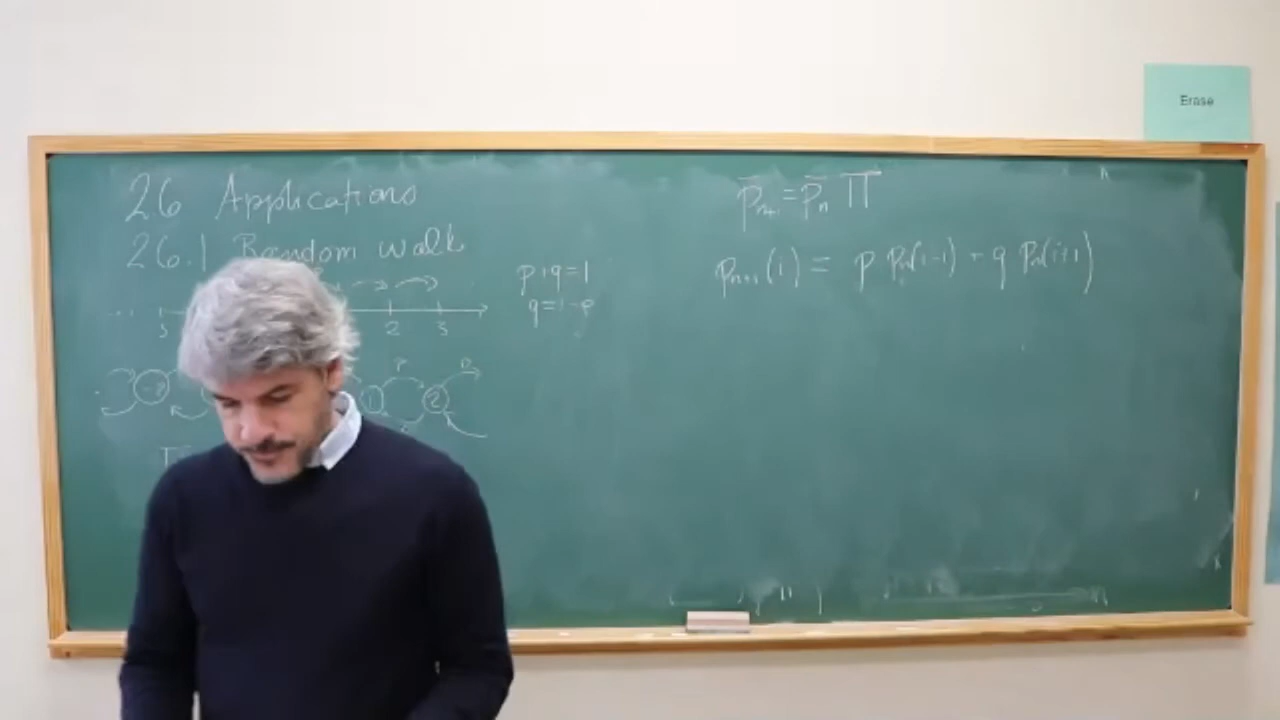 26 Applications
26.1 Random walk
p+q=1
q=1-p
2 3
1 2
p̄ₙ₊₁ = p̄ₙ Π
pₙ₊₁(i) = p pₙ(i-1) + q pₙ(i+1)
Erase